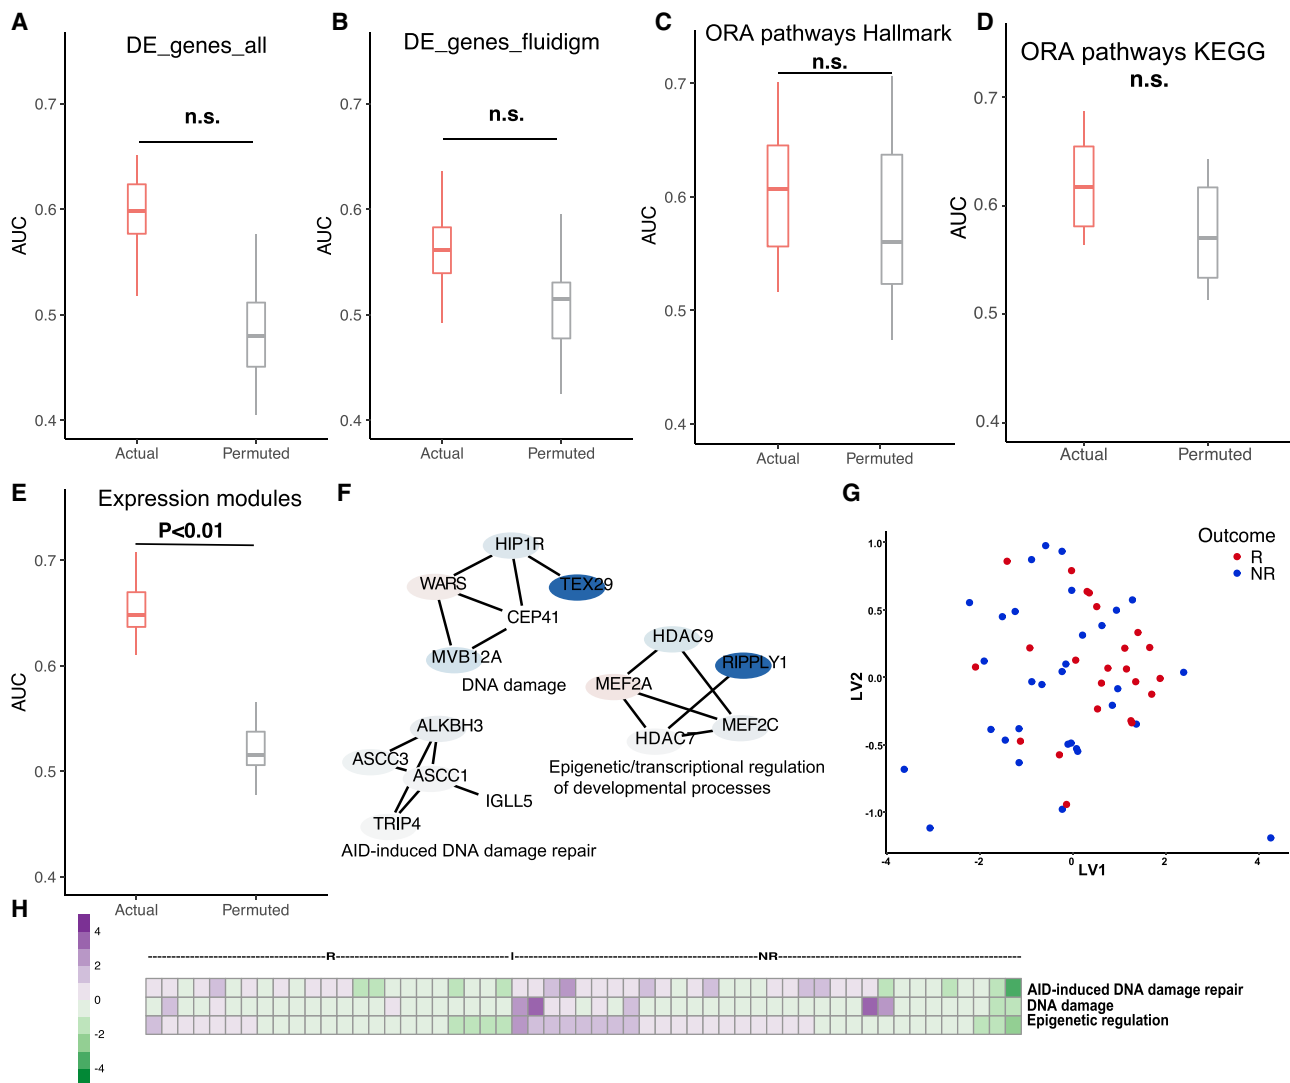 A
DE_genes_all
n.s.
AUC
0.7
0.6
0.5
0.4
Actual
Permuted
B
DE_genes_fluidigm
n.s.
AUC
0.7
0.6
0.5
0.4
Actual
Permuted
C
ORA pathways Hallmark
n.s.
AUC
0.7
0.6
0.5
0.4
Actual
Permuted
D
ORA pathways KEGG
n.s.
AUC
0.7
0.6
0.5
0.4
Actual
Permuted
E
Expression modules
P<0.01
AUC
0.7
0.6
0.5
0.4
Actual
Permuted
F
HIP1R
WARS
TEX29
CEP41
MVB12A
DNA damage
HDAC9
RIPPLY1
MEF2A
MEF2C
HDAC7
Epigenetic/transcriptional regulation
of developmental processes
ALKBH3
ASCC3
ASCC1
IGLL5
TRIP4
AID-induced DNA damage repair
G
Outcome
R
NR
LV2
1.0
0.5
0.0
-0.5
-1.0
-4
-2
0
2
4
LV1
H
4
2
0
-2
-4
R
I
NR
AID-induced DNA damage repair
DNA damage
Epigenetic regulation